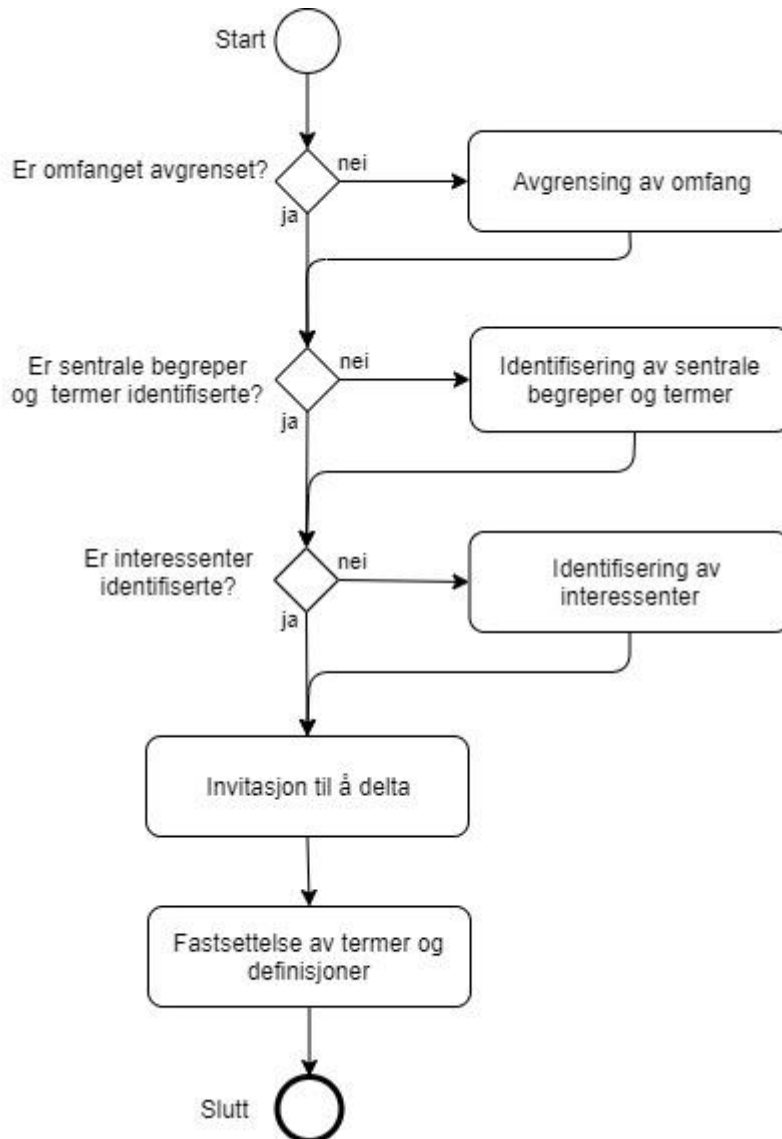 Start
Er omfanget avgrenset?
nei
Avgrensing av omfang
ja
Er sentrale begreper
og termer identifiserte?
nei
Identifisering av sentrale
begreper og termer
ja
Er interessenter
identifiserte?
nei
Identifisering av
interessenter
ja
Invitasjon til å delta
Fastsettelse av termer og
definisjoner
Slutt